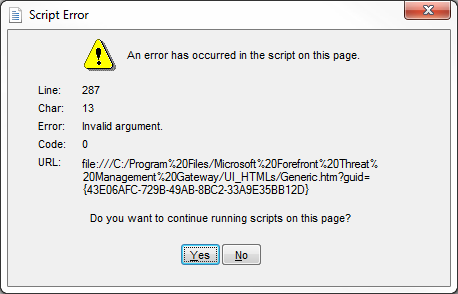 Script Error
An error has occurred in the script on this page.
Line: 287
Char: 13
Error: Invalid argument.
Code: 0
URL: file:///C:/Program%20Files/Microsoft%20Forefront%20Threat%
20Management%20Gateway/UI_HTMLs/Generic.htm?guid=
{43E06AFC-729B-49AB-8BC2-33A9E35BB12D}
Do you want to continue running scripts on this page?
Yes No